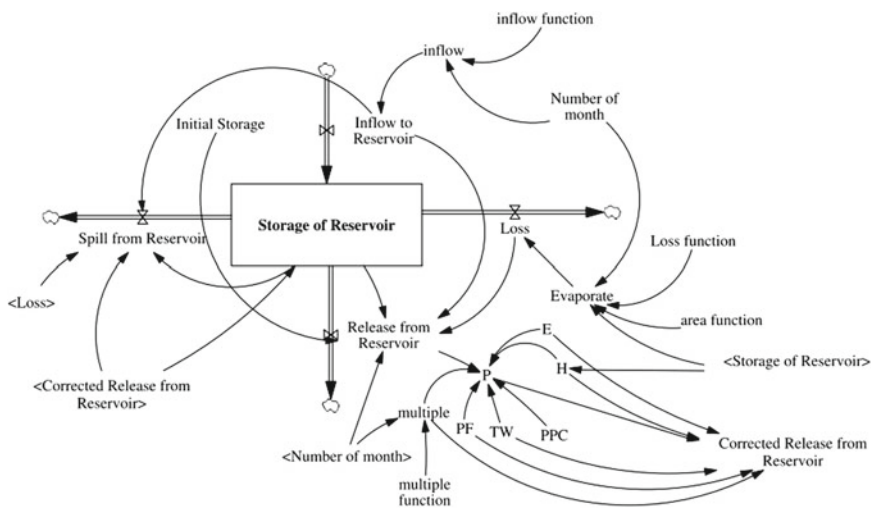 inflow function
inflow
Number of
month
Initial Storage
Inflow to
Reservoir
Storage of Reservoir
Spill from Reservoir
Loss
Loss function
<Loss>
Evaporate
area function
Release from
Reservoir
E
<Storage of Reservoir>
P
H
<Corrected Release from
Reservoir>
multiple
PF
TW
PPC
Corrected Release from
Reservoir
<Number of month>
multiple
function